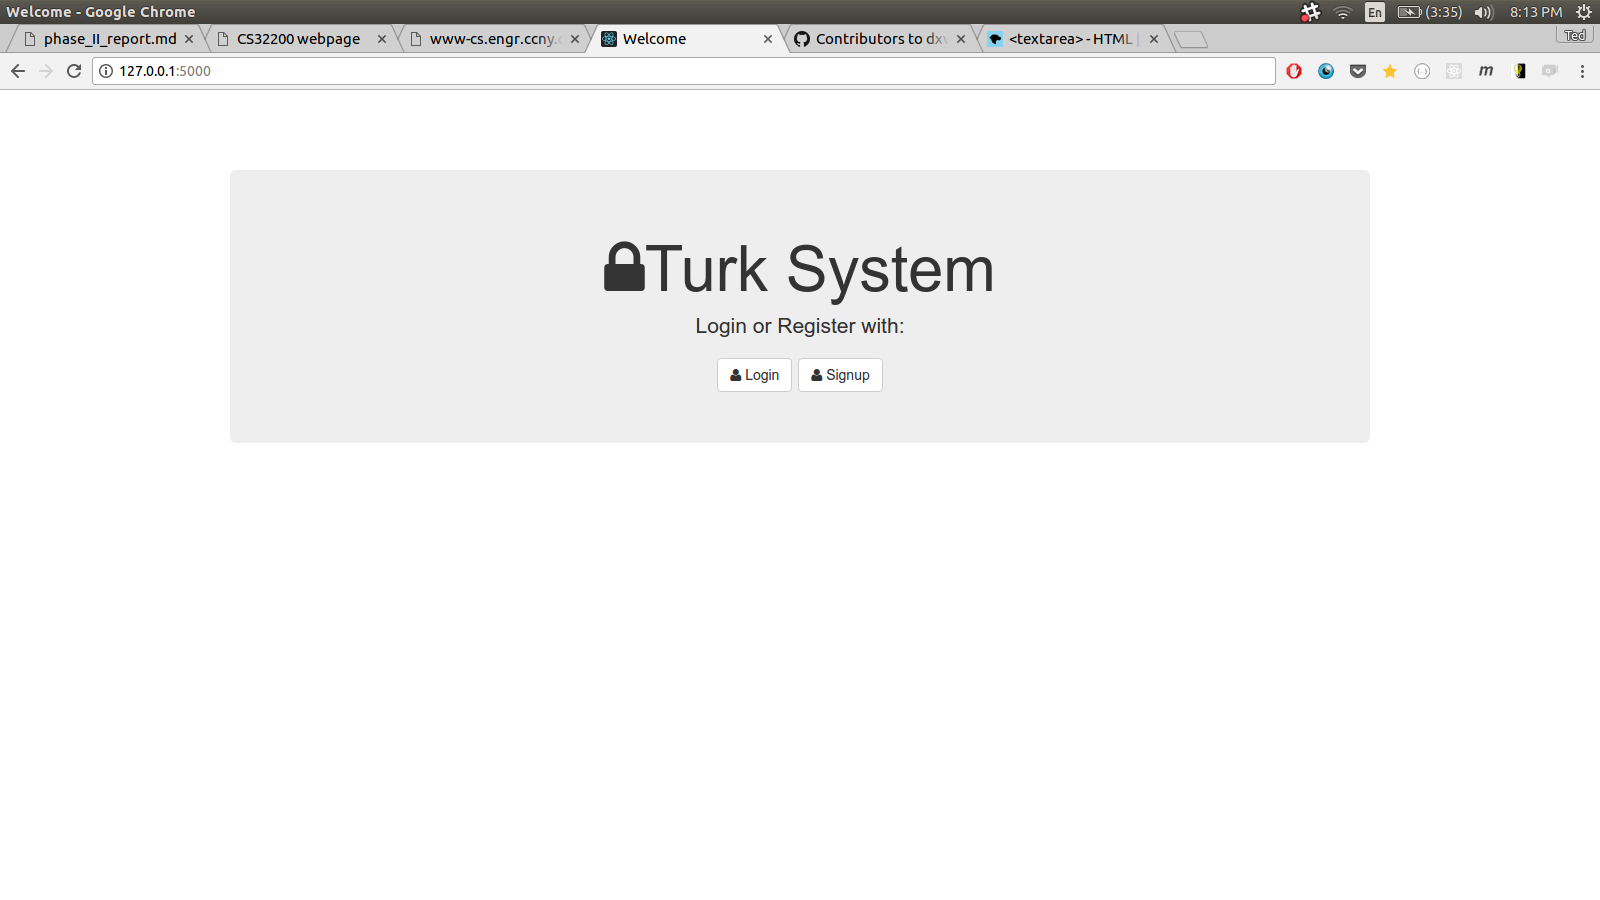 Welcome - Google Chrome
En
(3:35)
8:13 PM
phase_II_report.md
CS32200 webpage
www-cs.engr.ccny.
Welcome
Contributors to dxv
<textarea> - HTML
Ted
127.0.0.1:5000
m
Turk System
Login or Register with:
Login
Signup